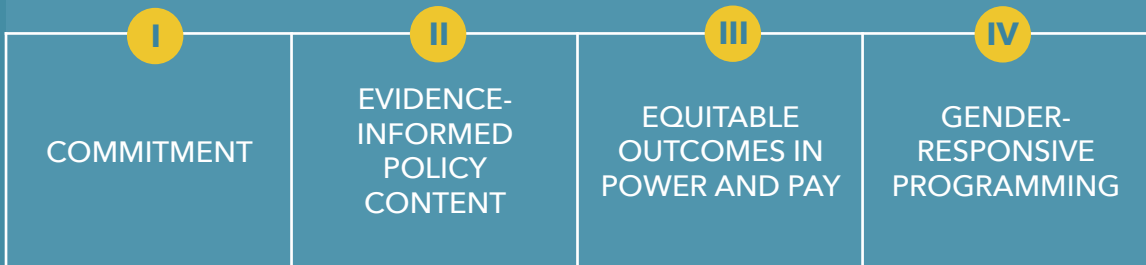 I
COMMITMENT
II
EVIDENCE-
INFORMED
POLICY
CONTENT
III
EQUITABLE
OUTCOMES IN
POWER AND PAY
IV
GENDER-
RESPONSIVE
PROGRAMMING